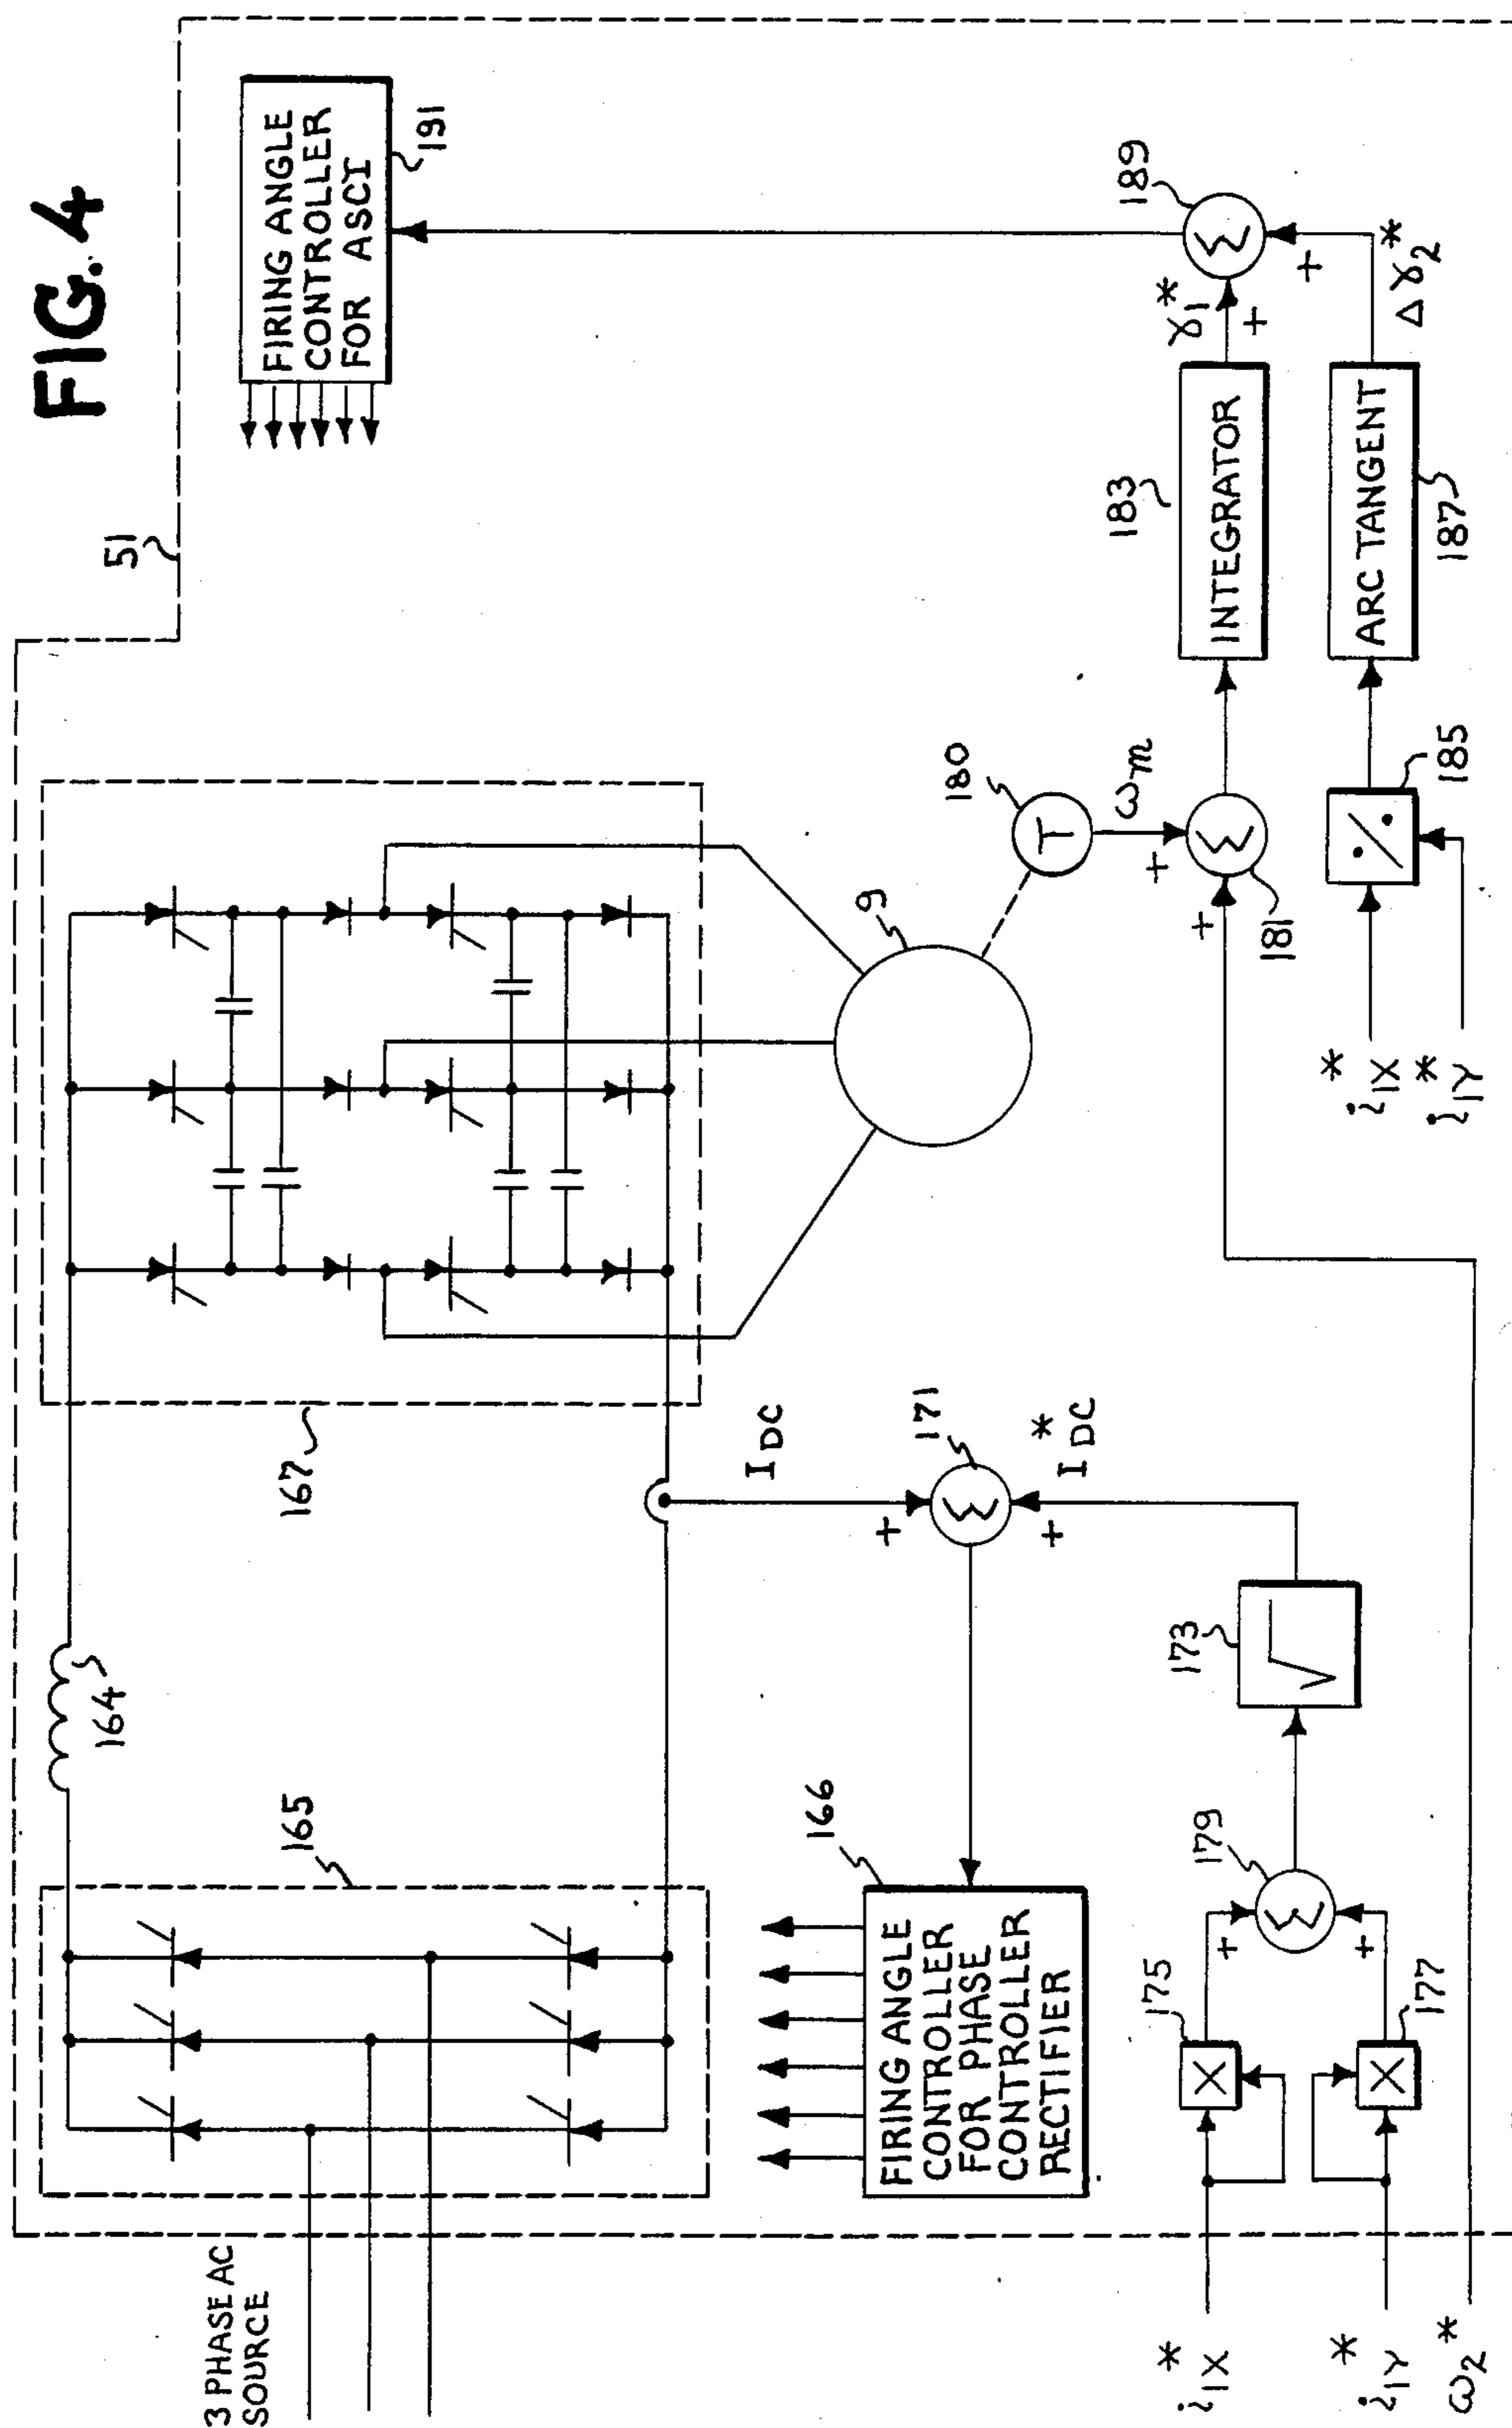 FIG. 4
51
3 PHASE AC
SOURCE
165
164
167
FIRING ANGLE
CONTROLLER
FOR ASCI
191
166
FIRING ANGLE
CONTROLLER
FOR PHASE
CONTROLLER
RECTIFIER
I DC
+
171
Σ
+
I*DC
9
180
T
ωm
+
+
Σ
181
183
INTEGRATOR
γ1*
+
189
Σ
+
Δγ2*
ARC TANGENT
187
185
i1X*
i1Y*
173
√
179
Σ
+
+
175
X
177
X
i1X*
i1Y*
ω2*